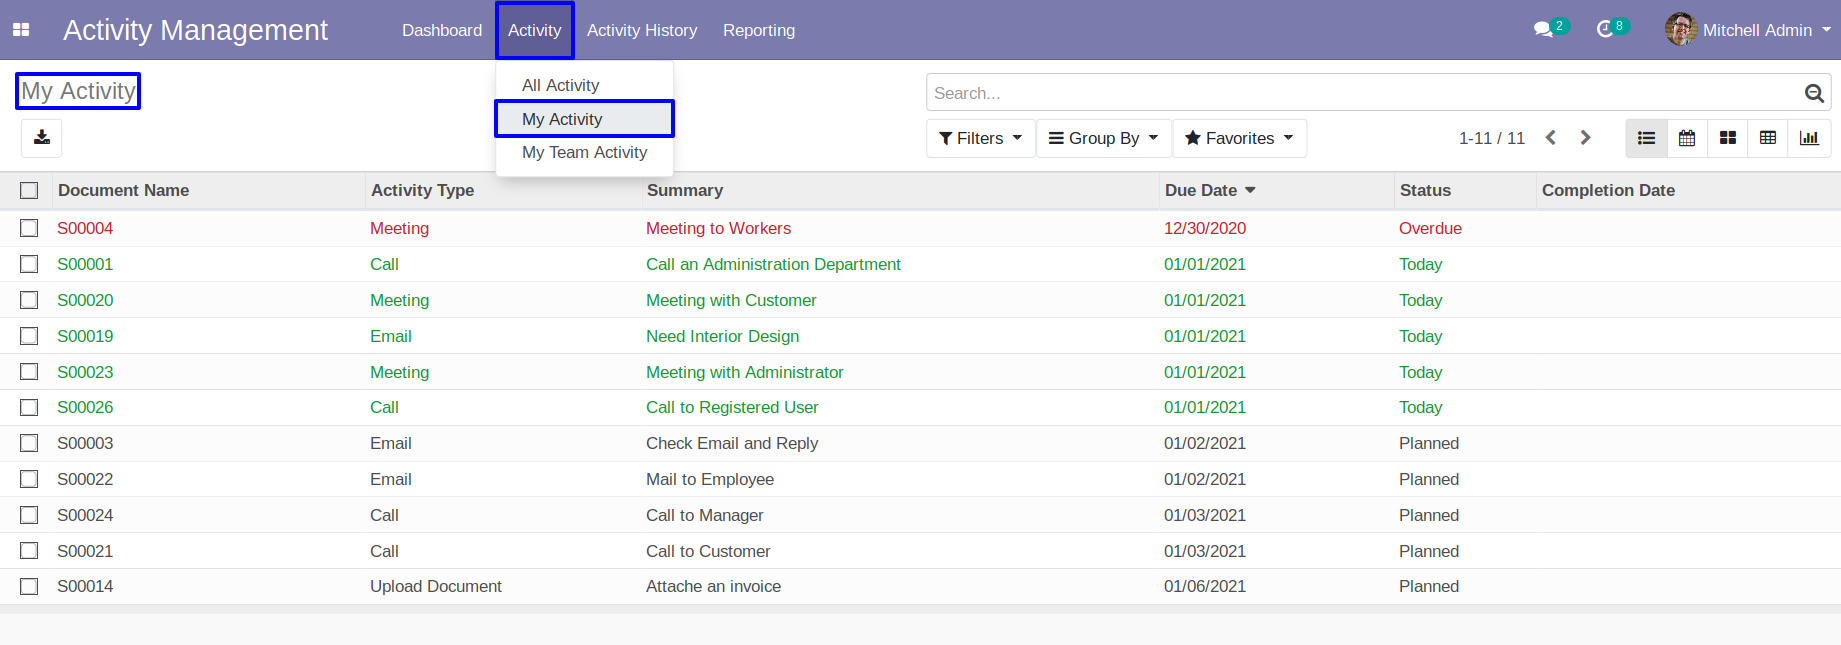 Activity Management Dashboard Activity Activity History Reporting 2 8 Mitchell Admin
My Activity
All Activity
My Activity
My Team Activity
Search...
Filters Group By Favorites 1-11 / 11
Document Name Activity Type Summary Due Date Status Completion Date
S00004 Meeting Meeting to Workers 12/30/2020 Overdue
S00001 Call Call an Administration Department 01/01/2021 Today
S00020 Meeting Meeting with Customer 01/01/2021 Today
S00019 Email Need Interior Design 01/01/2021 Today
S00023 Meeting Meeting with Administrator 01/01/2021 Today
S00026 Call Call to Registered User 01/01/2021 Today
S00003 Email Check Email and Reply 01/02/2021 Planned
S00022 Email Mail to Employee 01/02/2021 Planned
S00024 Call Call to Manager 01/03/2021 Planned
S00021 Call Call to Customer 01/03/2021 Planned
S00014 Upload Document Attache an invoice 01/06/2021 Planned